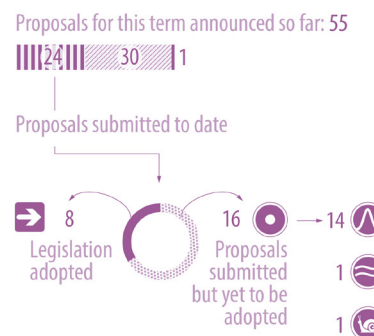 Proposals for this term announced so far: 55
24 30 1
Proposals submitted to date
8 16 14
Legislation adopted
Proposals submitted but yet to be adopted
1
1